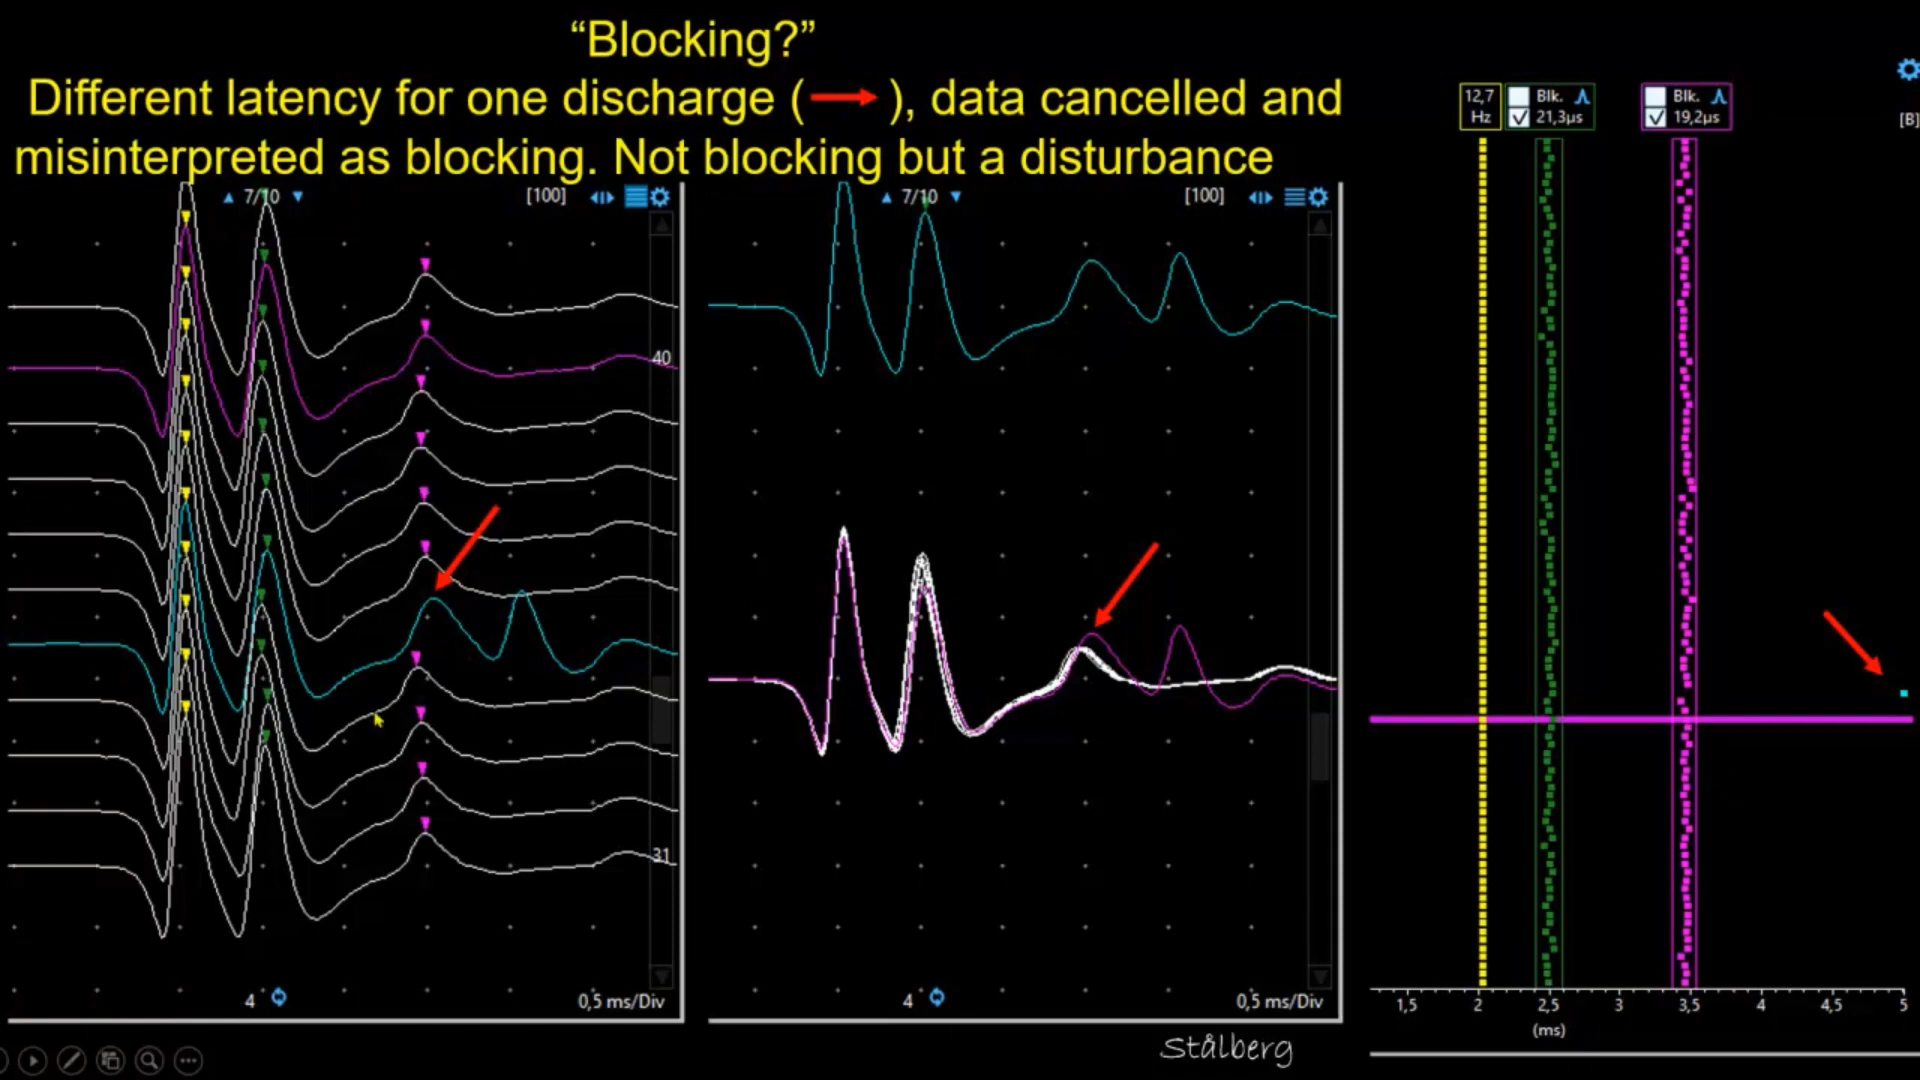 “Blocking?”
Different latency for one discharge ( ), data cancelled and
misinterpreted as blocking. Not blocking but a disturbance
7/10 [100]
40
31
4 0,5 ms/Div
7/10 [100]
4 0,5 ms/Div
Stålberg
12,7
Hz
Blk.
21,3µs
Blk.
19,2µs
[B]
1,5 2 2,5 3 3,5 4 4,5 5
(ms)